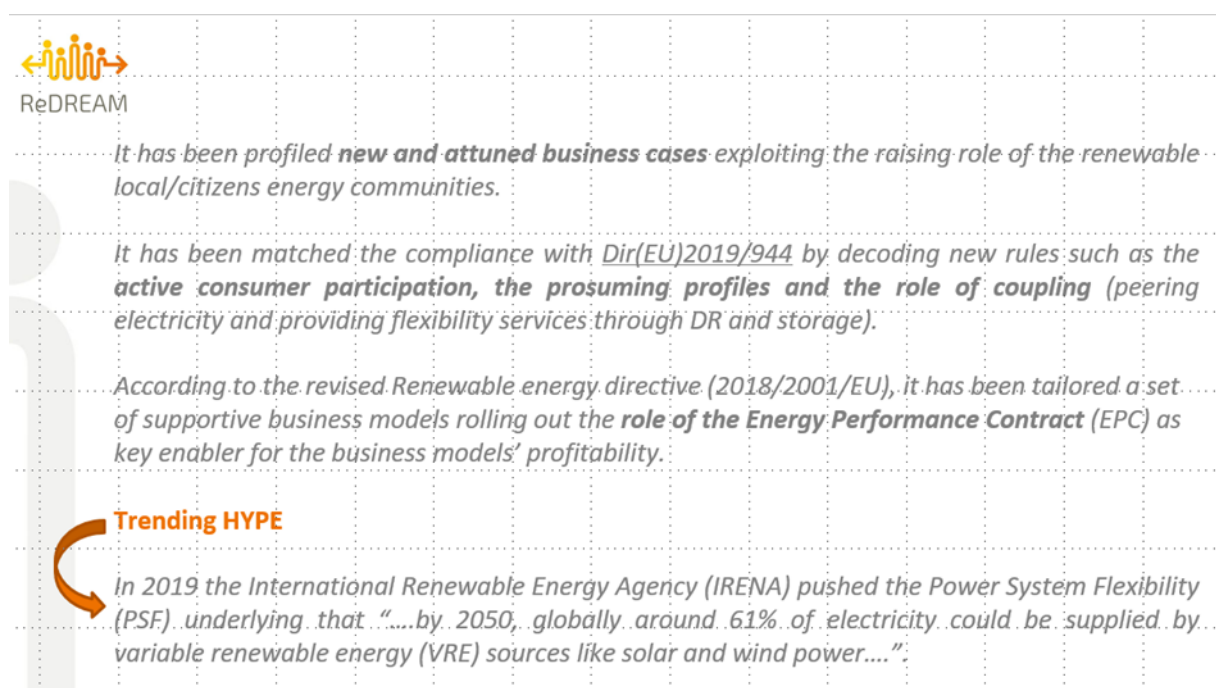 ReDREAM
It has been profiled new and attuned business cases exploiting the raising role of the renewable
local/citizens energy communities.
It has been matched the compliance with Dir(EU)2019/944 by decoding new rules such as the
active consumer participation, the prosuming profiles and the role of coupling (peering
electricity and providing flexibility services through DR and storage).
According to the revised Renewable energy directive (2018/2001/EU), it has been tailored a set
of supportive business models rolling out the role of the Energy Performance Contract (EPC) as
key enabler for the business models’ profitability.
Trending HYPE
In 2019 the International Renewable Energy Agency (IRENA) pushed the Power System Flexibility
(PSF) underlying that “….by 2050, globally around 61% of electricity could be supplied by
variable renewable energy (VRE) sources like solar and wind power….”.